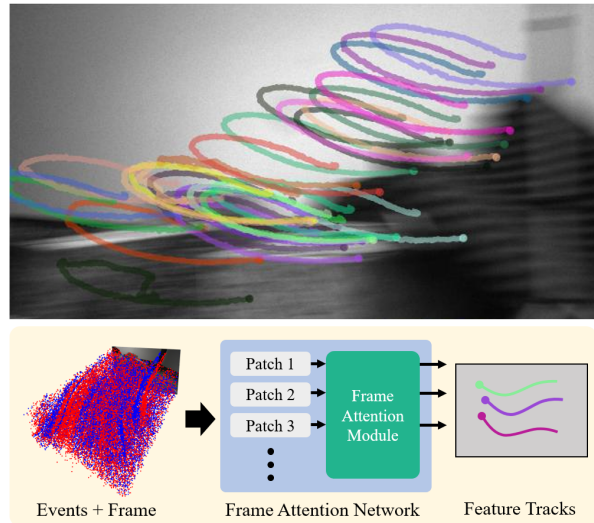 Patch 1
Patch 2
Patch 3
Frame
Attention
Module
Events + Frame
Frame Attention Network
Feature Tracks